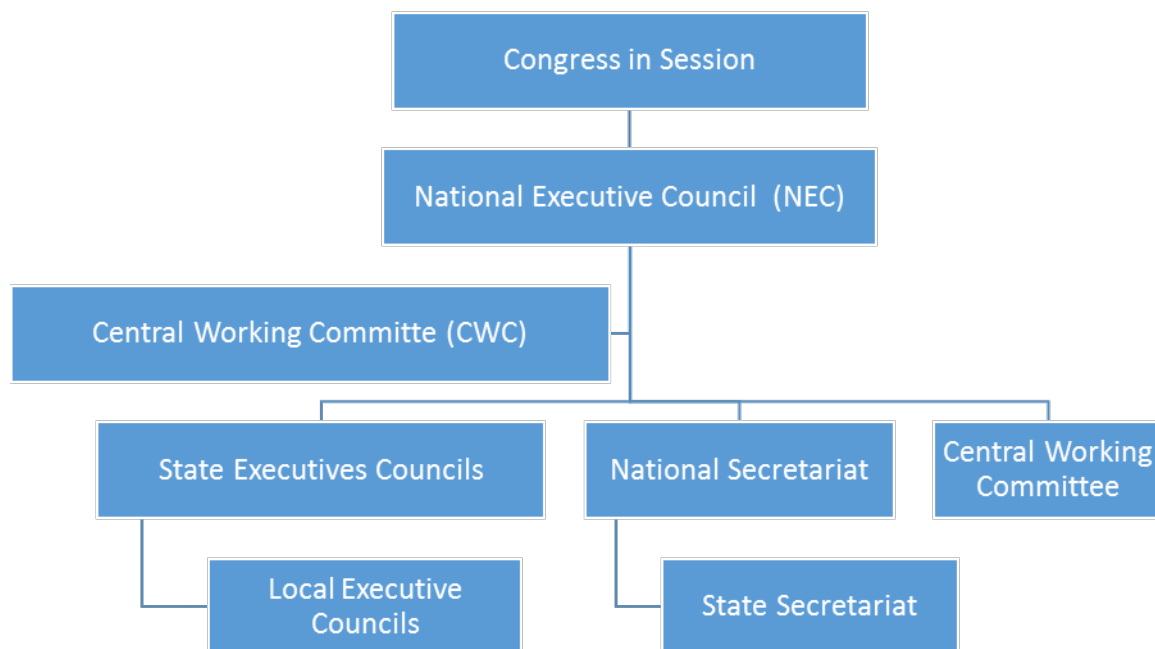 Congress in Session
National Executive Council  (NEC)
Central Working Committe (CWC)
State Executives Councils
National Secretariat
Central Working
Committee
Local Executive
Councils
State Secretariat